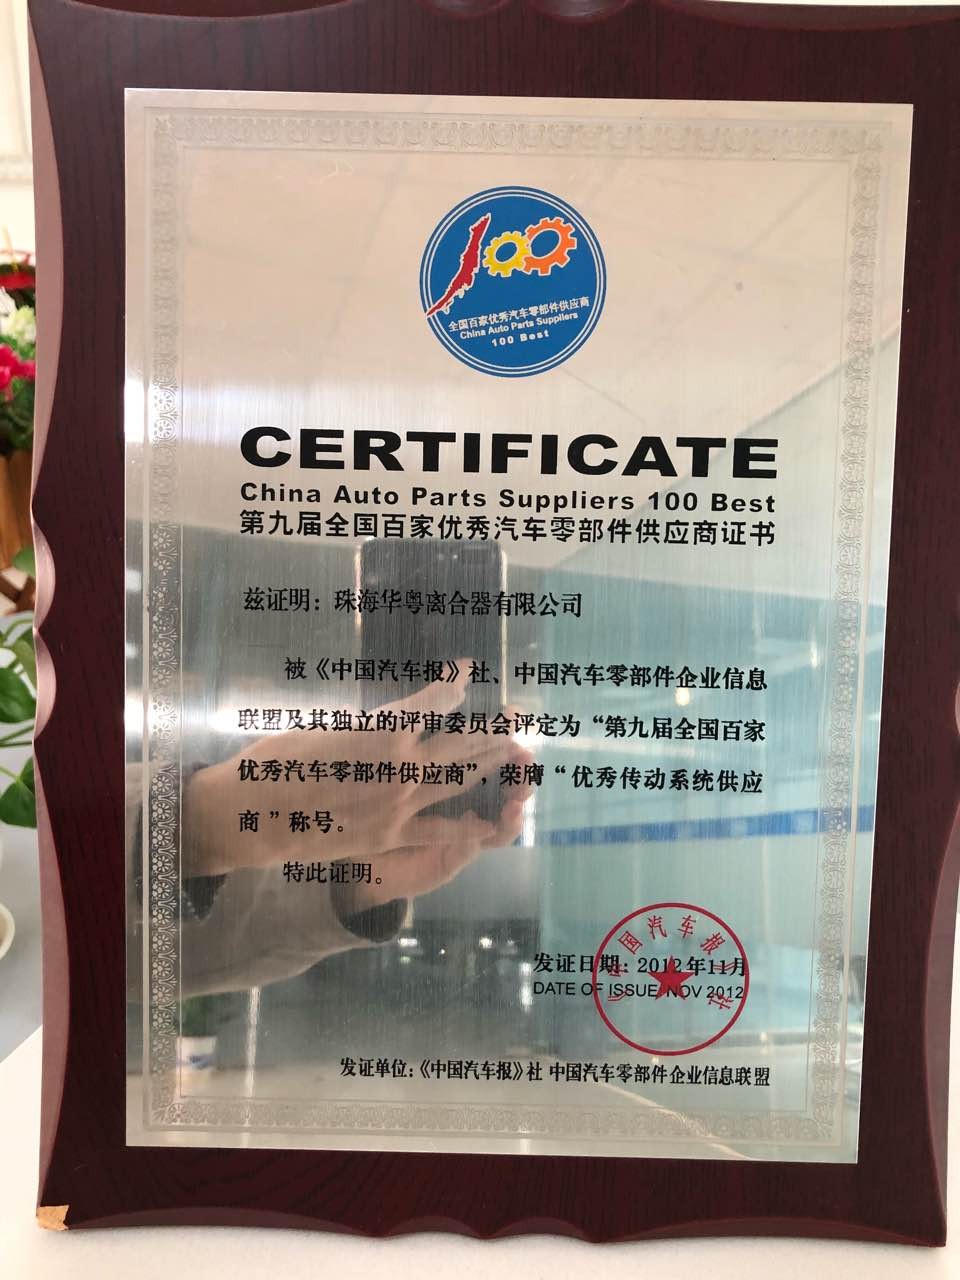 100
全国百家优秀汽车零部件供应商
China Auto Parts Suppliers
100 Best
CERTIFICATE
China Auto Parts Suppliers 100 Best
第九届全国百家优秀汽车零部件供应商证书
兹证明：珠海华粤离合器有限公司
被《中国汽车报》社、中国汽车零部件企业信息
联盟及其独立的评审委员会评定为“第九届全国百家
优秀汽车零部件供应商”，荣膺“优秀传动系统供应
商”称号。
特此证明。
发证日期：2012年11月
DATE OF ISSUE/NOV 2012
《中国汽车报》社
发证单位：《中国汽车报》社 中国汽车零部件企业信息联盟